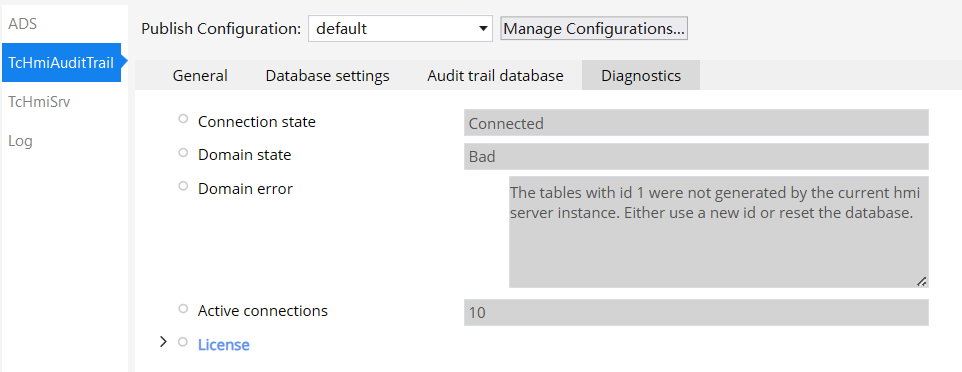 ADS
TcHmiAuditTrail
TcHmiSrv
Log
Publish Configuration: default Manage Configurations...
General Database settings Audit trail database Diagnostics
Connection state Connected
Domain state Bad
Domain error The tables with id 1 were not generated by the current hmi
server instance. Either use a new id or reset the database.
Active connections 10
License